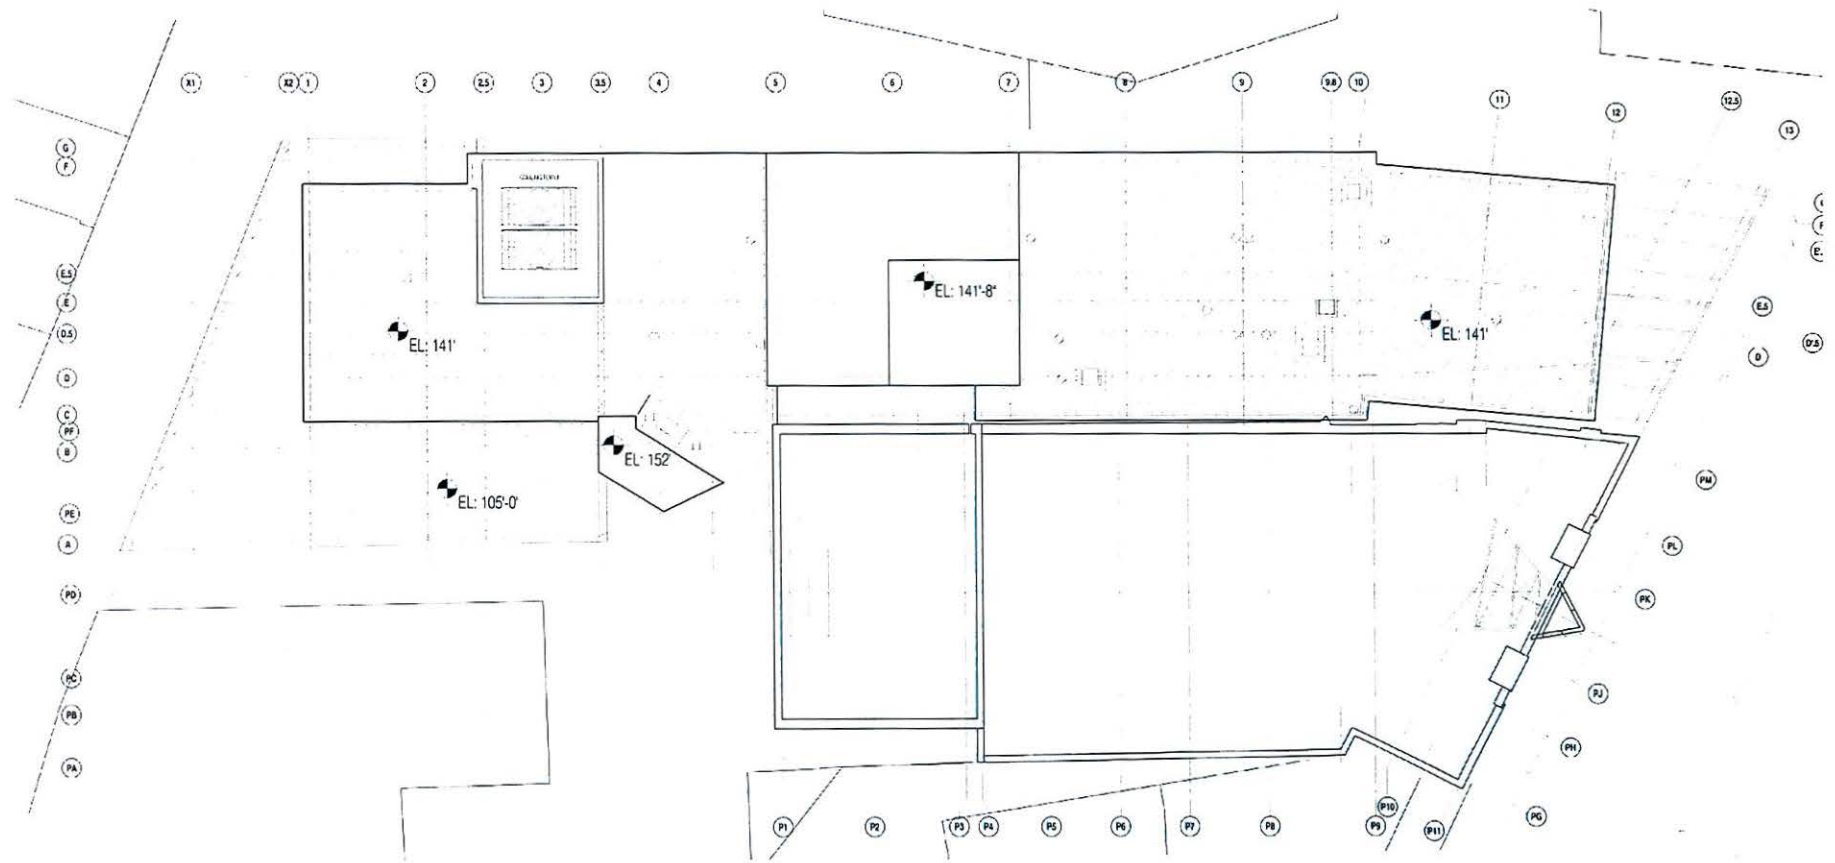 X1 X2 1 2 2.5 3 3.5 4 5 6 7 8 9 9.8 10 11 12 12.5 13
G
F
COOLING TOWER
E.5
E
D.5
D
C
PF
B
PE
A
PD
PC
PB
PA
EL: 141'
EL: 141'-8"
EL: 141'
EL: 152'
EL: 105'-0"
E.5
D.5
D
PM
PL
PK
PJ
PH
PG
P1 P2 P3 P4 P5 P6 P7 P8 P9 P10 P11